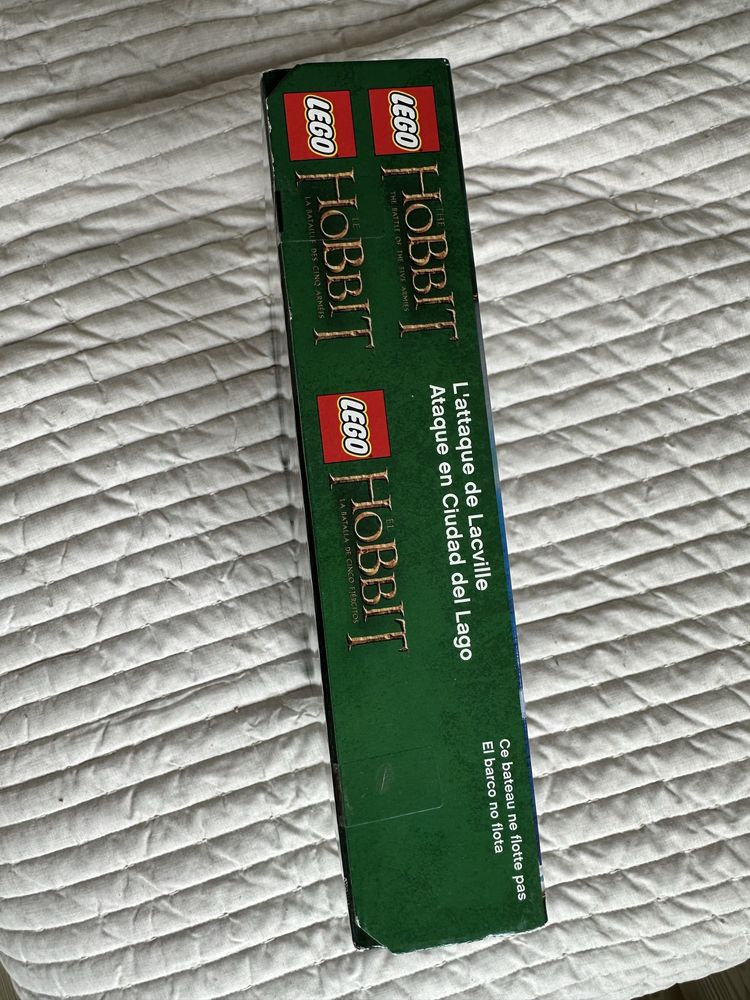 LEGO
THE
HOBBIT
THE BATTLE OF THE FIVE ARMIES
LEGO
LE
HOBBIT
LA BATAILLE DES CINQ ARMÉES
LEGO
EL
HOBBIT
LA BATALLA DE CINCO EJÉRCITOS
L'attaque de Lacville
Ataque en Ciudad del Lago
Ce bateau ne flotte pas
El barco no flota